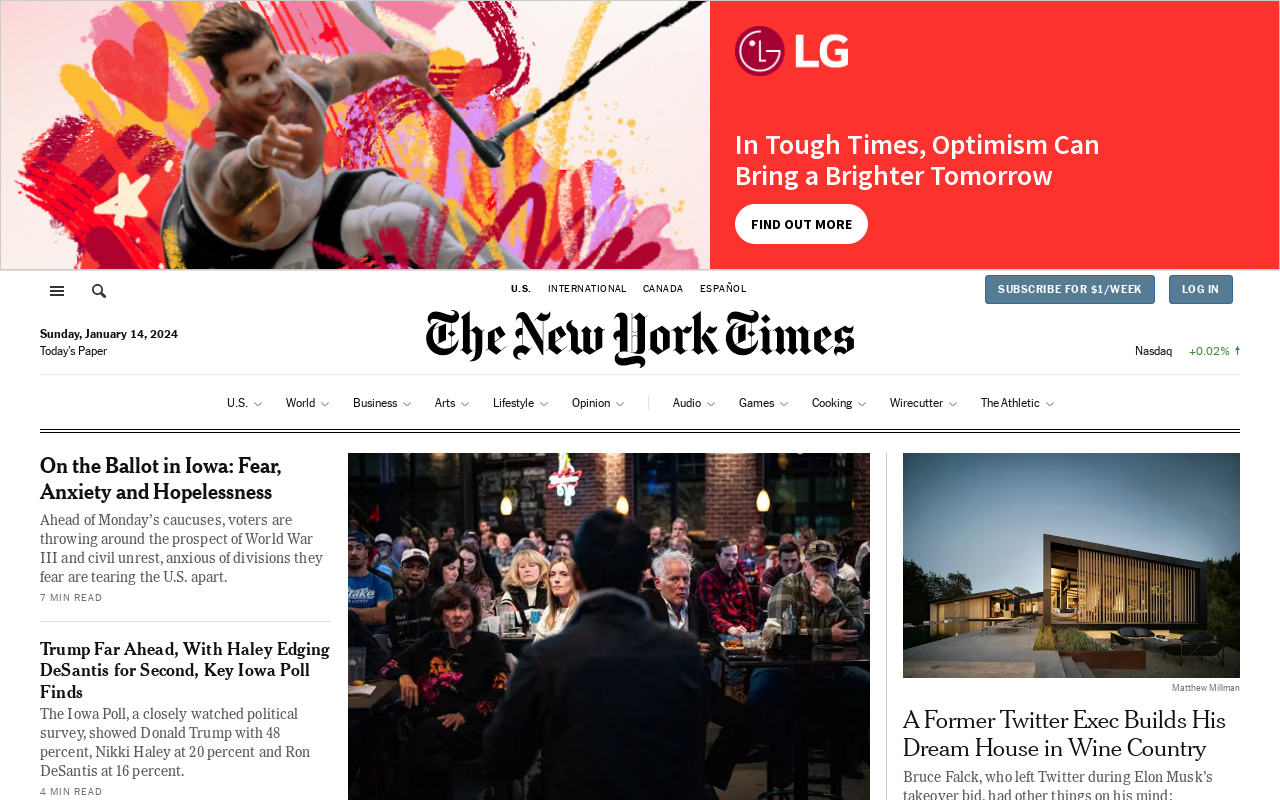 LG
In Tough Times, Optimism Can
Bring a Brighter Tomorrow
FIND OUT MORE
U.S. INTERNATIONAL CANADA ESPAÑOL
SUBSCRIBE FOR $1/WEEK LOG IN
Sunday, January 14, 2024
Today's Paper
The New York Times
Nasdaq +0.02%
U.S. World Business Arts Lifestyle Opinion Audio Games Cooking Wirecutter The Athletic
On the Ballot in Iowa: Fear,
Anxiety and Hopelessness
Ahead of Monday's caucuses, voters are
throwing around the prospect of World War
III and civil unrest, anxious of divisions they
fear are tearing the U.S. apart.
7 MIN READ
Trump Far Ahead, With Haley Edging
DeSantis for Second, Key Iowa Poll
Finds
The Iowa Poll, a closely watched political
survey, showed Donald Trump with 48
percent, Nikki Haley at 20 percent and Ron
DeSantis at 16 percent.
4 MIN READ
Matthew Millman
A Former Twitter Exec Builds His
Dream House in Wine Country
Bruce Falck, who left Twitter during Elon Musk's
takeover bid, had other things on his mind: